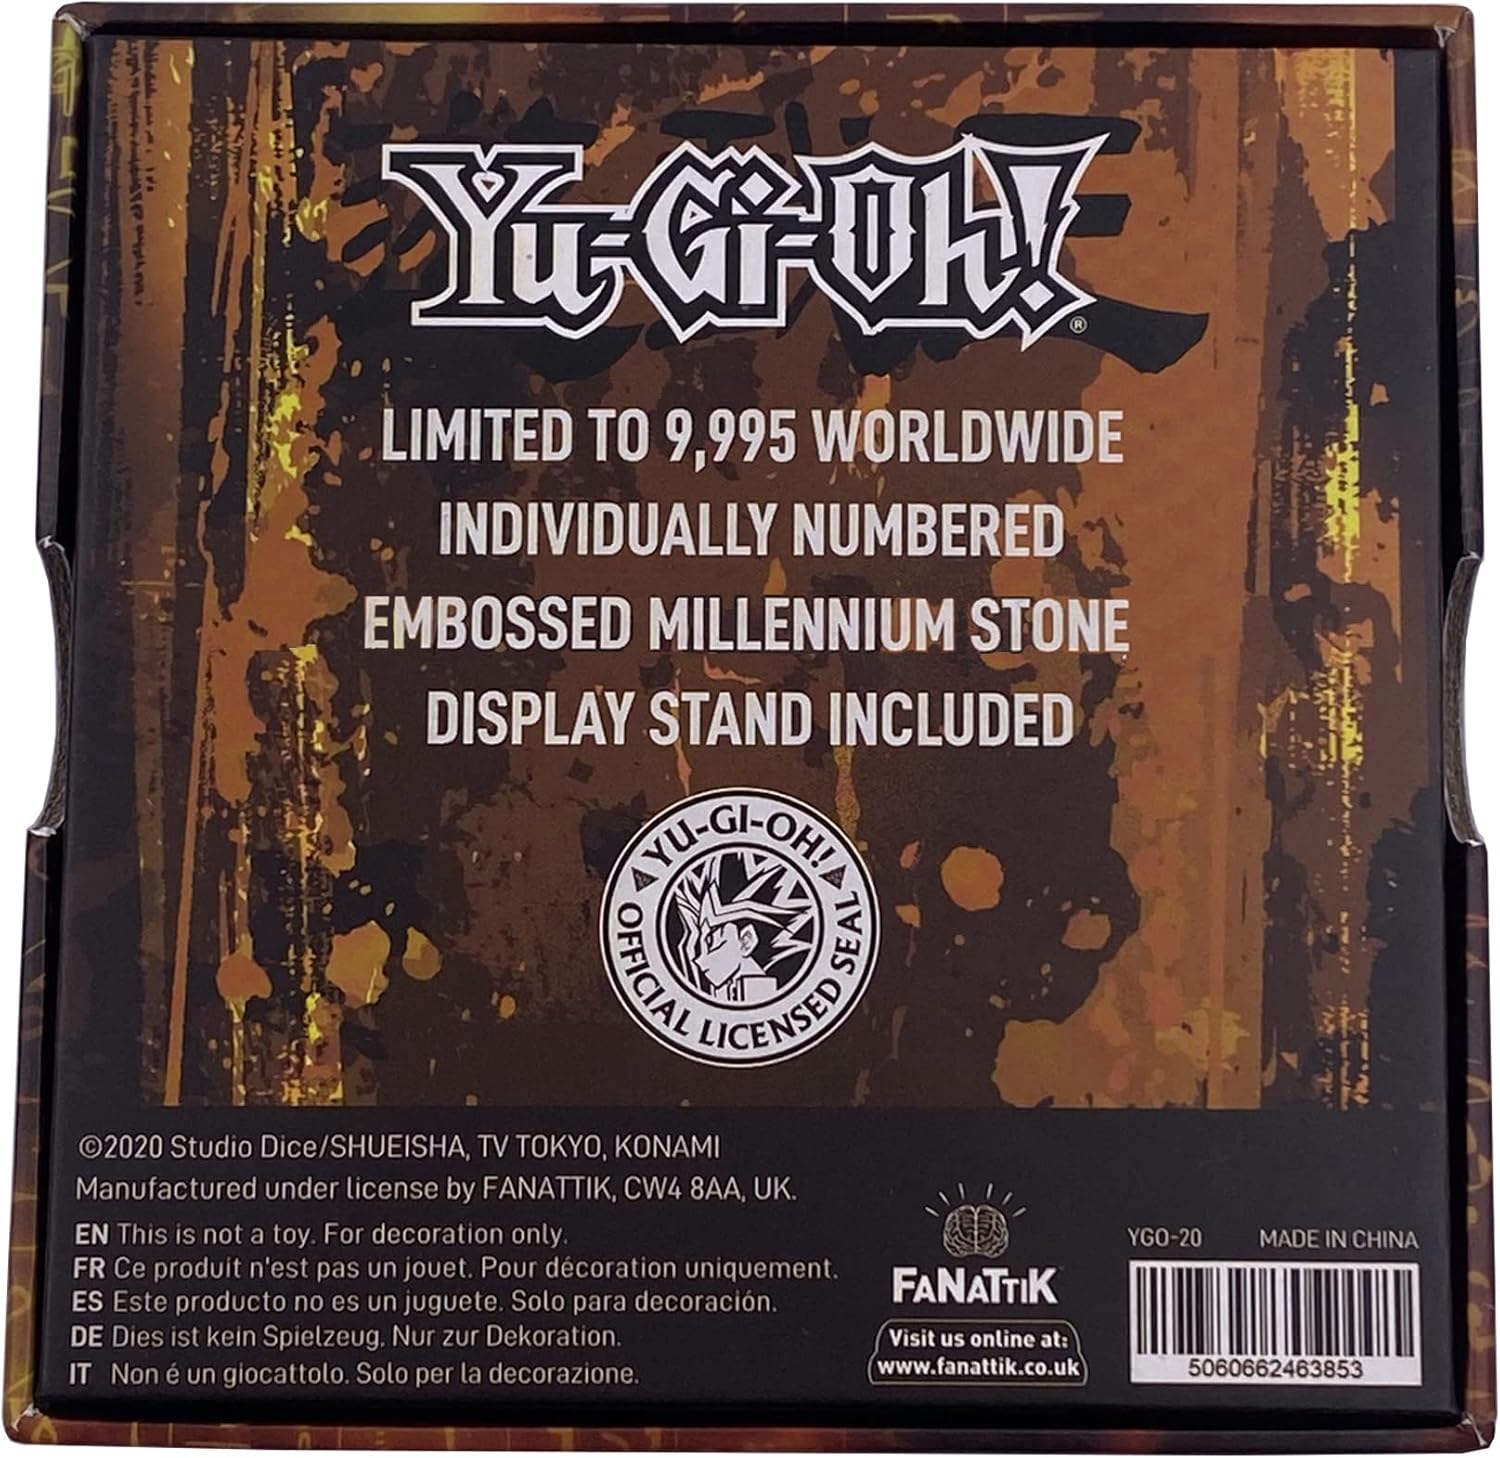 Yu-Gi-Oh!®
LIMITED TO 9,995 WORLDWIDE
INDIVIDUALLY NUMBERED
EMBOSSED MILLENNIUM STONE
DISPLAY STAND INCLUDED
YU-GI-OH!
OFFICIAL LICENSED SEAL
©2020 Studio Dice/SHUEISHA, TV TOKYO, KONAMI
Manufactured under license by FANATTIK, CW4 8AA, UK.
EN This is not a toy. For decoration only.
FR Ce produit n'est pas un jouet. Pour décoration uniquement.
ES Este producto no es un juguete. Solo para decoración.
DE Dies ist kein Spielzeug. Nur zur Dekoration.
IT Non é un giocattolo. Solo per la decorazione.
FANATTIK
Visit us online at:
www.fanattik.co.uk
YGO-20 MADE IN CHINA
5060662463853